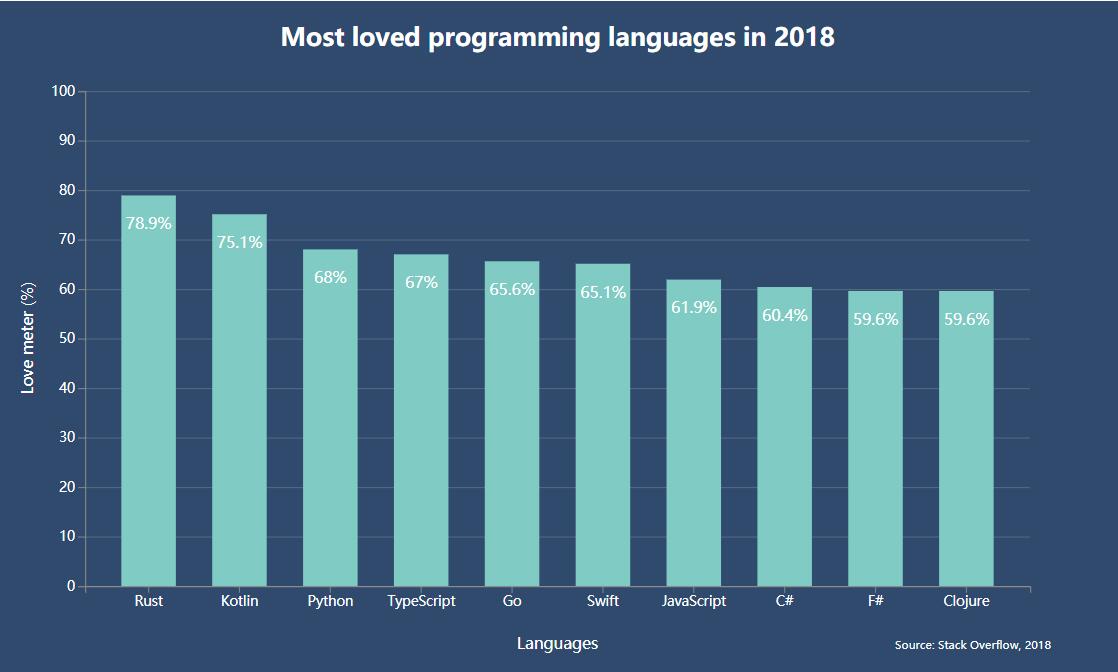 Most loved programming languages in 2018
100
90
80
70
60
50
40
30
20
10
0
Love meter (%)
78.9%
75.1%
68%
67%
65.6%
65.1%
61.9%
60.4%
59.6%
59.6%
Rust
Kotlin
Python
TypeScript
Go
Swift
JavaScript
C#
F#
Clojure
Languages
Source: Stack Overflow, 2018